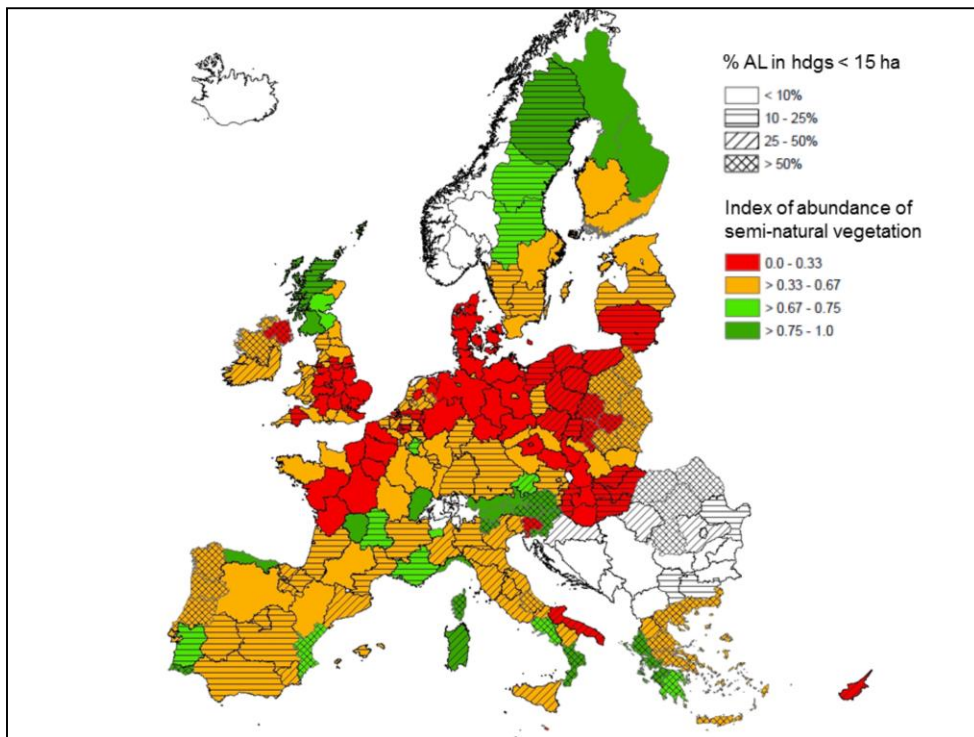 % AL in hdgs < 15 ha
< 10%
10 - 25%
25 - 50%
> 50%
Index of abundance of
semi-natural vegetation
0.0 - 0.33
> 0.33 - 0.67
> 0.67 - 0.75
> 0.75 - 1.0